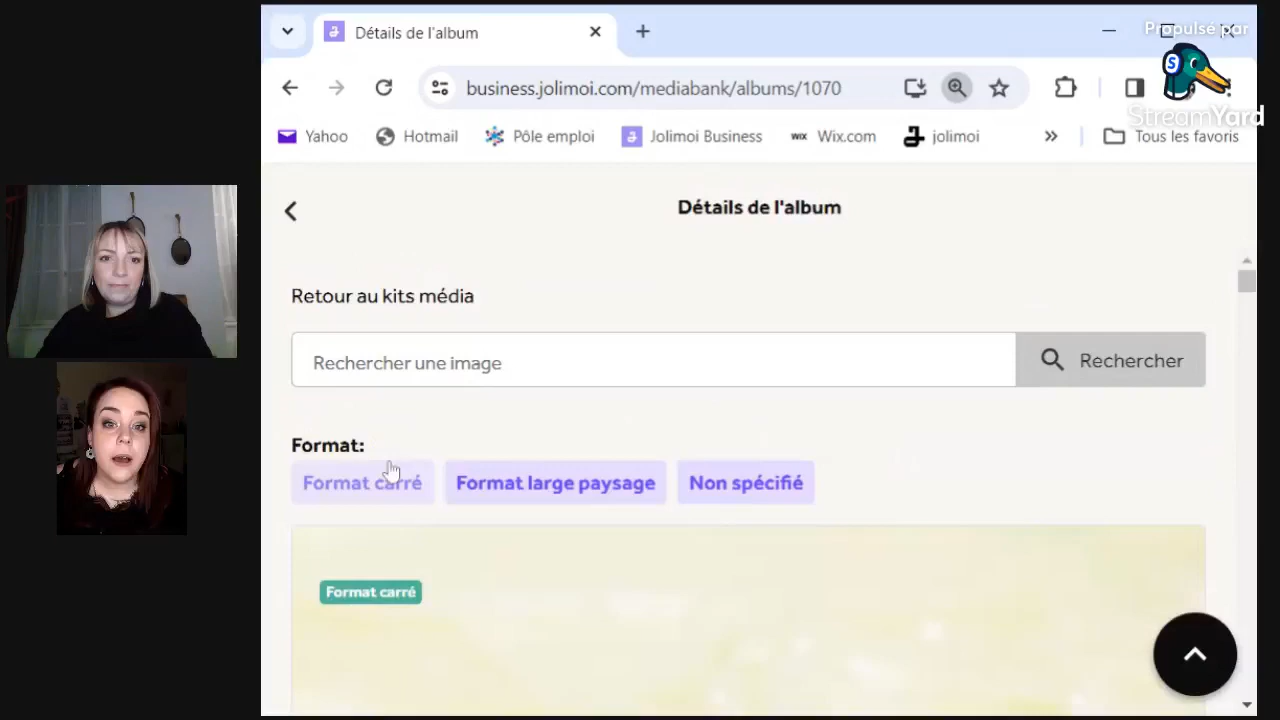 Détails de l'album
Propulsé par
S
StreamYard
business.jolimoi.com/mediabank/albums/1070
Yahoo
Hotmail
Pôle emploi
Jolimoi Business
WIX Wix.com
jolimoi
»
Tous les favoris
Détails de l'album
Retour au kits média
Rechercher une image
Rechercher
Format:
Format carré
Format large paysage
Non spécifié
Format carré